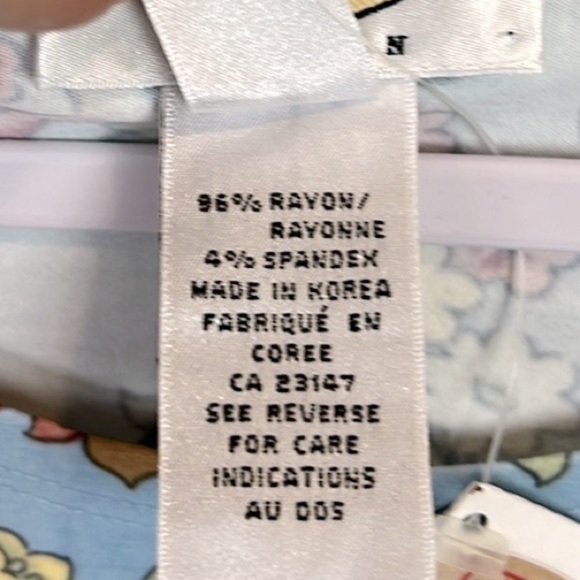 N
96% RAYON/
RAYONNE
4% SPANDEX
MADE IN KOREA
FABRIQUÉ EN
COREE
CA 23147
SEE REVERSE
FOR CARE
INDICATIONS
AU DOS